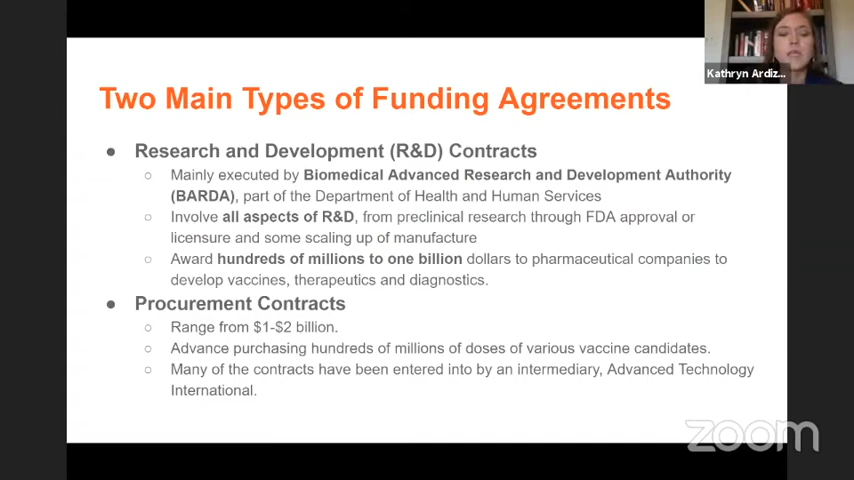 Kathryn Ardiz...
Two Main Types of Funding Agreements
● Research and Development (R&D) Contracts
○ Mainly executed by Biomedical Advanced Research and Development Authority
(BARDA), part of the Department of Health and Human Services
○ Involve all aspects of R&D, from preclinical research through FDA approval or
licensure and some scaling up of manufacture
○ Award hundreds of millions to one billion dollars to pharmaceutical companies to
develop vaccines, therapeutics and diagnostics.
● Procurement Contracts
○ Range from $1-$2 billion.
○ Advance purchasing hundreds of millions of doses of various vaccine candidates.
○ Many of the contracts have been entered into by an intermediary, Advanced Technology
International.
zoom